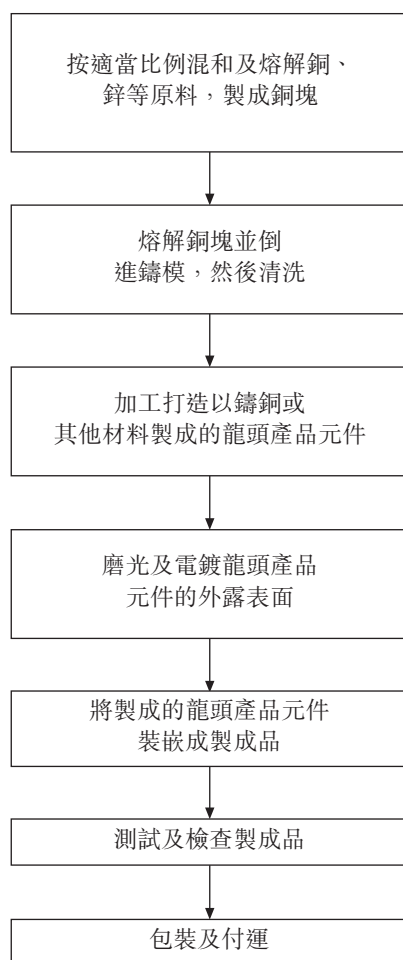 按適當比例混和及熔解銅、
鋅等原料，製成銅塊
熔解銅塊並倒
進鑄模，然後清洗
加工打造以鑄銅或
其他材料製成的龍頭產品元件
磨光及電鍍龍頭產品
元件的外露表面
將製成的龍頭產品元件
裝嵌成製成品
測試及檢查製成品
包裝及付運